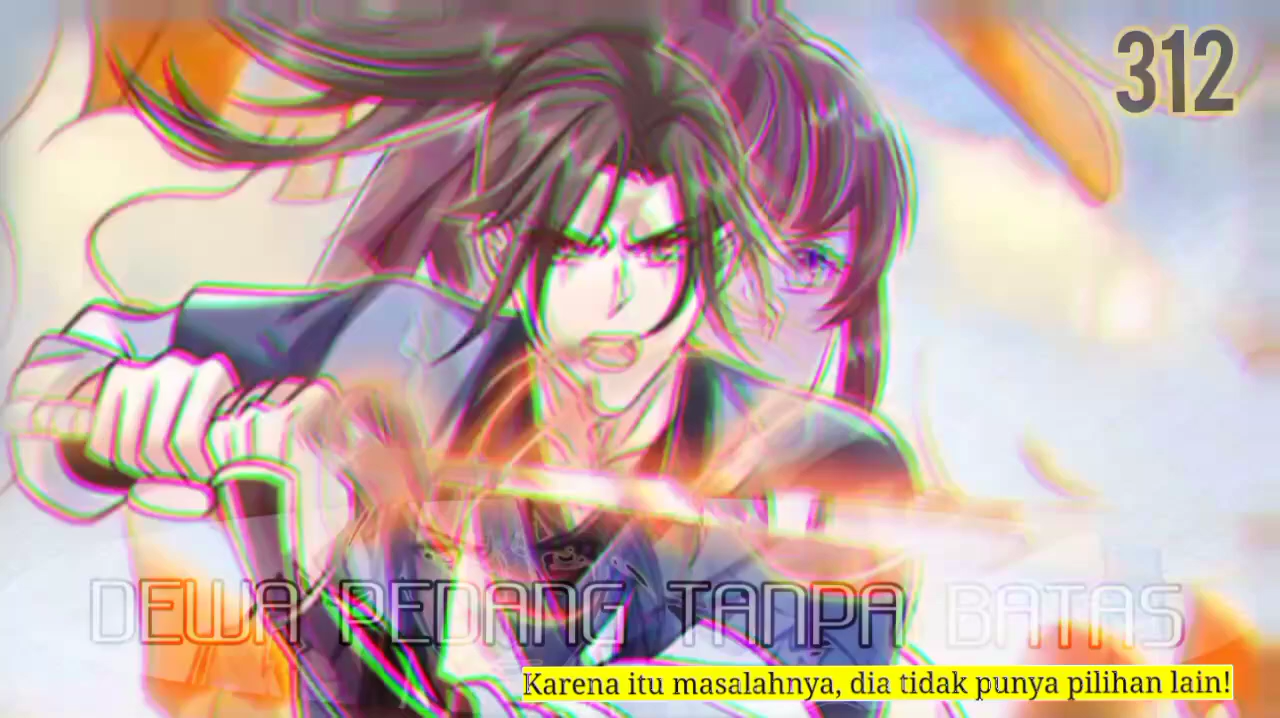 312
DEWA PEDANG TANPA BATAS
Karena itu masalahnya, dia tidak punya pilihan lain!